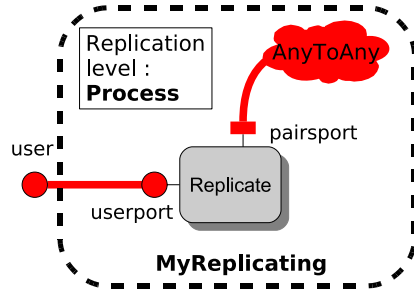 Replication
level :
Process
AnyToAny
pairsport
user
Replicate
userport
MyReplicating